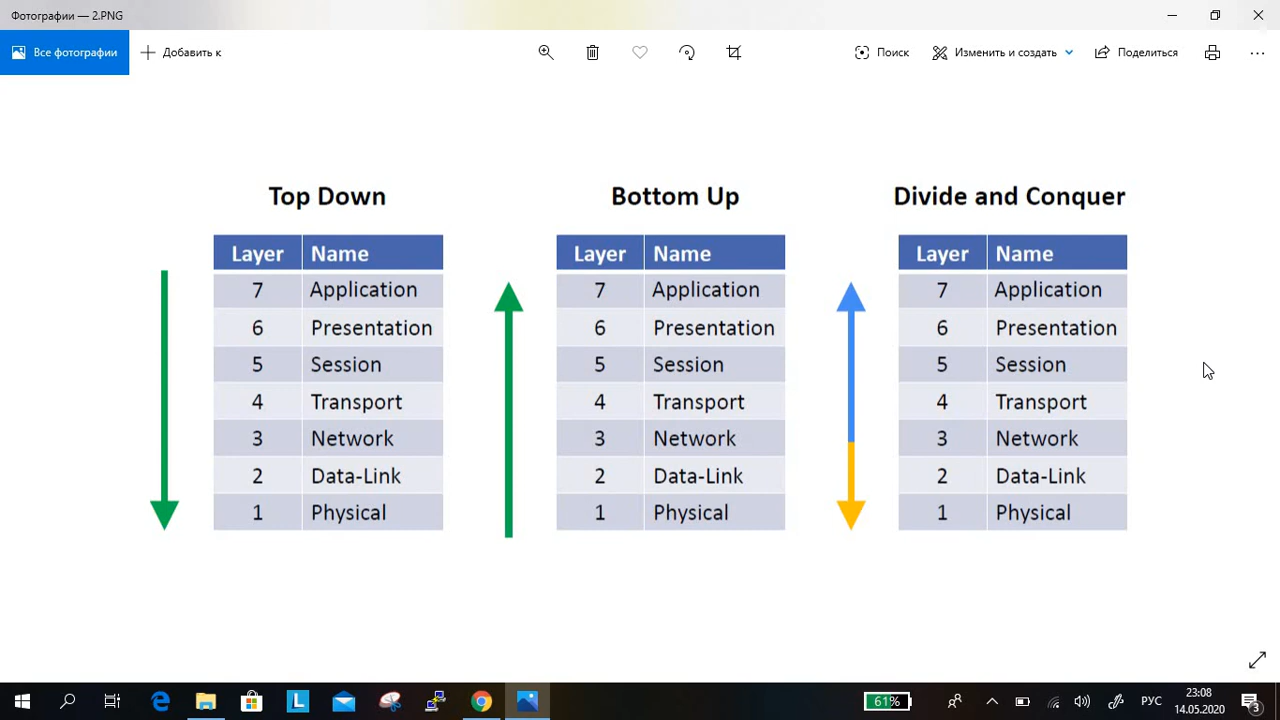 Фотографии — 2.PNG
Все фотографии
Добавить к
Поиск
Изменить и создать
Поделиться
Top Down
Layer Name
7 Application
6 Presentation
5 Session
4 Transport
3 Network
2 Data-Link
1 Physical
Bottom Up
Layer Name
7 Application
6 Presentation
5 Session
4 Transport
3 Network
2 Data-Link
1 Physical
Divide and Conquer
Layer Name
7 Application
6 Presentation
5 Session
4 Transport
3 Network
2 Data-Link
1 Physical
L
61%
РУС
23:08
14.05.2020
3